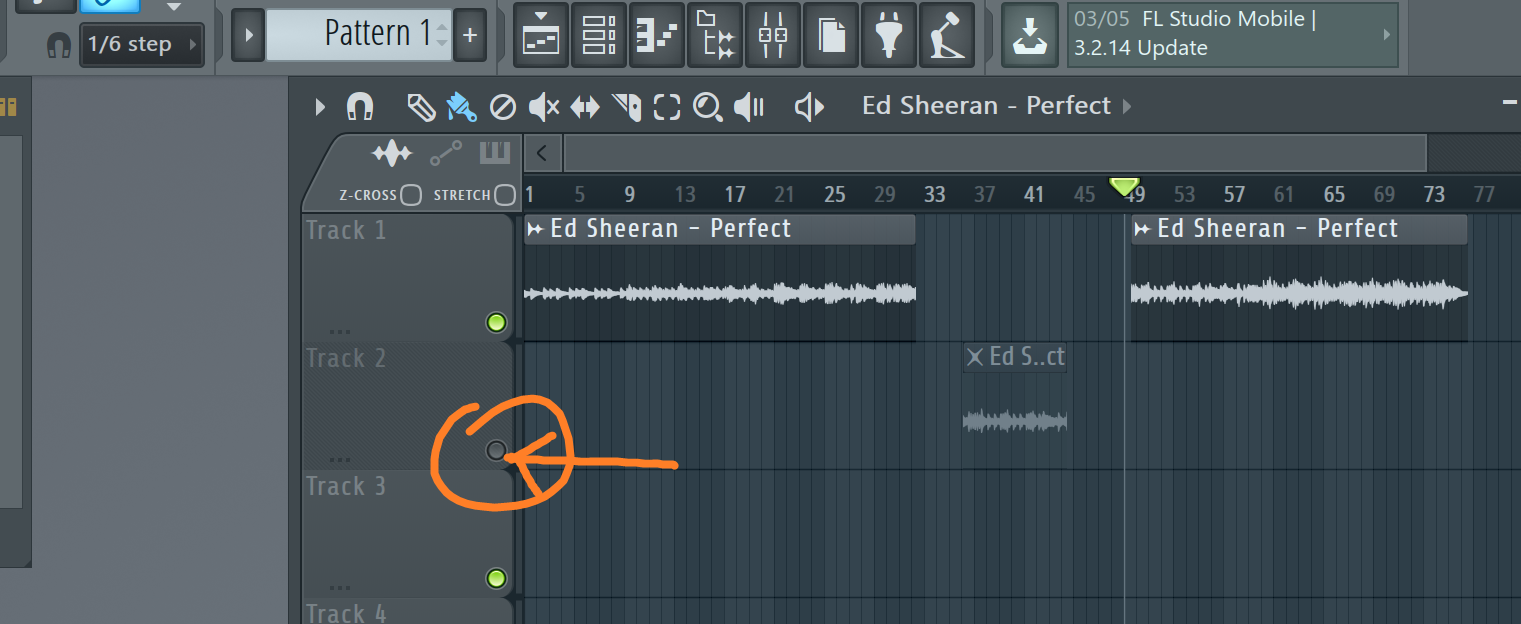 1/6 step
Pattern 1
+
03/05 FL Studio Mobile |
3.2.14 Update
Ed Sheeran - Perfect
Z-CROSS STRETCH
1 5 9 13 17 21 25 29 33 37 41 45 49 53 57 61 65 69 73 77
Track 1
Ed Sheeran - Perfect
Ed Sheeran - Perfect
...
Track 2
Ed S..ct
...
Track 3
...
Track 4